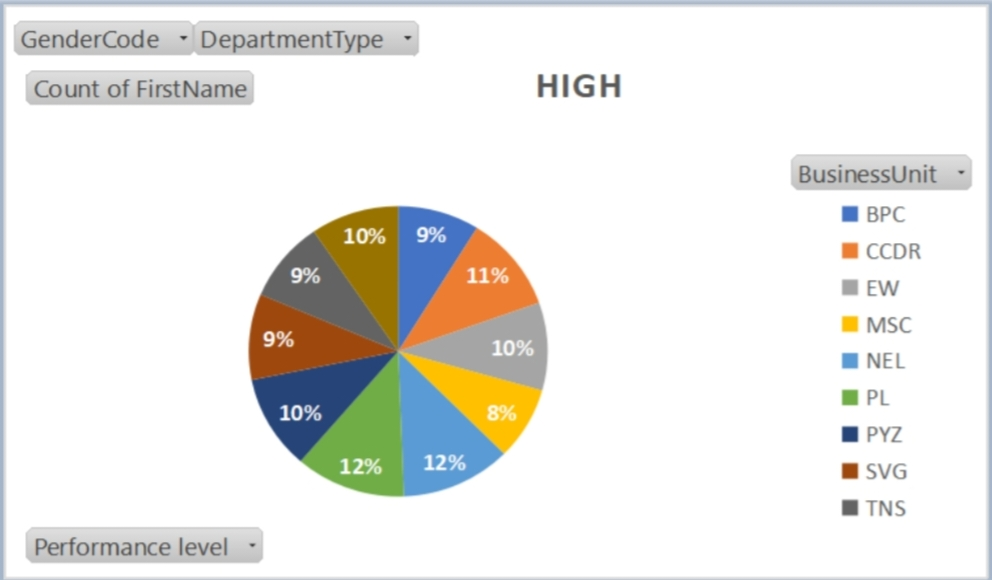 GenderCode DepartmentType
Count of FirstName
HIGH
BusinessUnit
BPC
CCDR
EW
MSC
NEL
PL
PYZ
SVG
TNS
9%
11%
10%
8%
12%
12%
10%
9%
9%
10%
Performance level